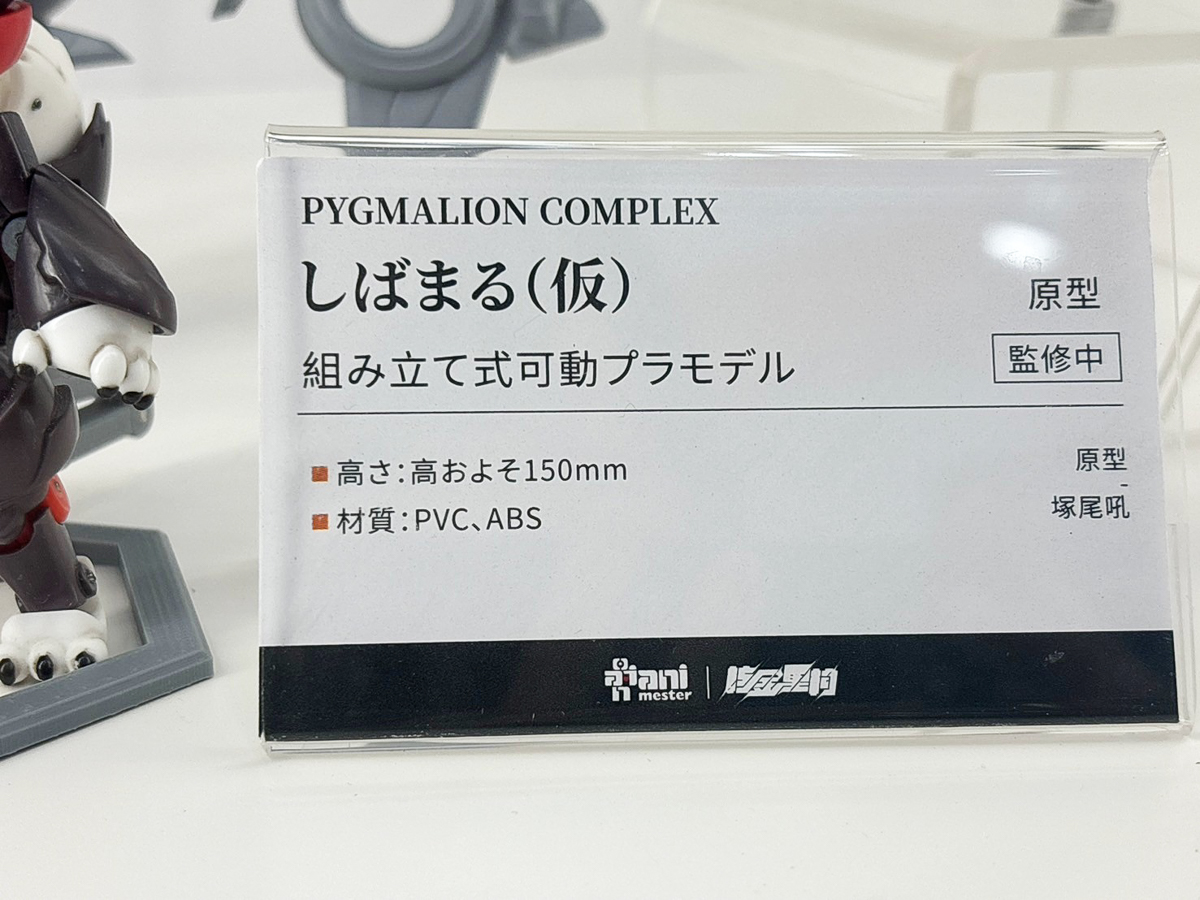 PYGMALION COMPLEX
しばまる(仮)
原型
組み立て式可動プラモデル
監修中
高さ:高およそ150mm
材質:PVC、ABS
原型
-
塚尾吼
ani
mester